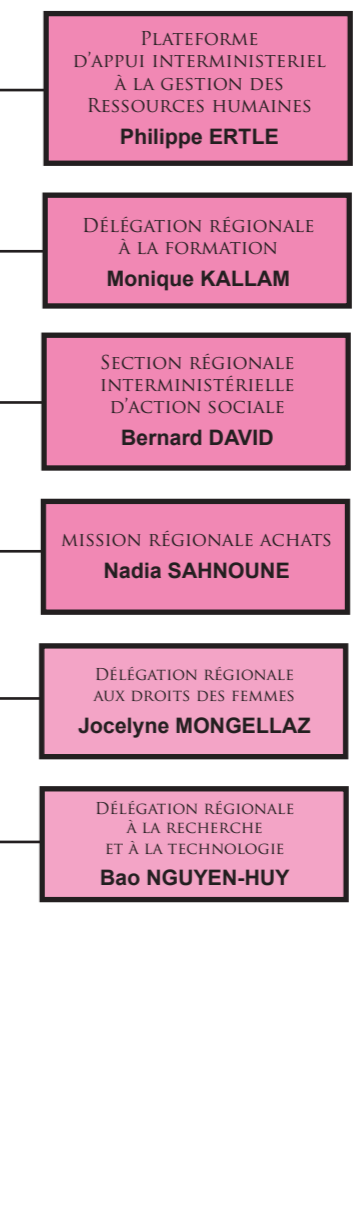 Plateforme
d'appui interministeriel
à la gestion des
Ressources humaines
Philippe ERTLE
Délégation régionale
à la formation
Monique KALLAM
Section régionale
interministérielle
d'action sociale
Bernard DAVID
mission régionale achats
Nadia SAHNOUNE
Délégation régionale
aux droits des femmes
Jocelyne MONGELLAZ
Délégation régionale
à la recherche
et à la technologie
Bao NGUYEN-HUY